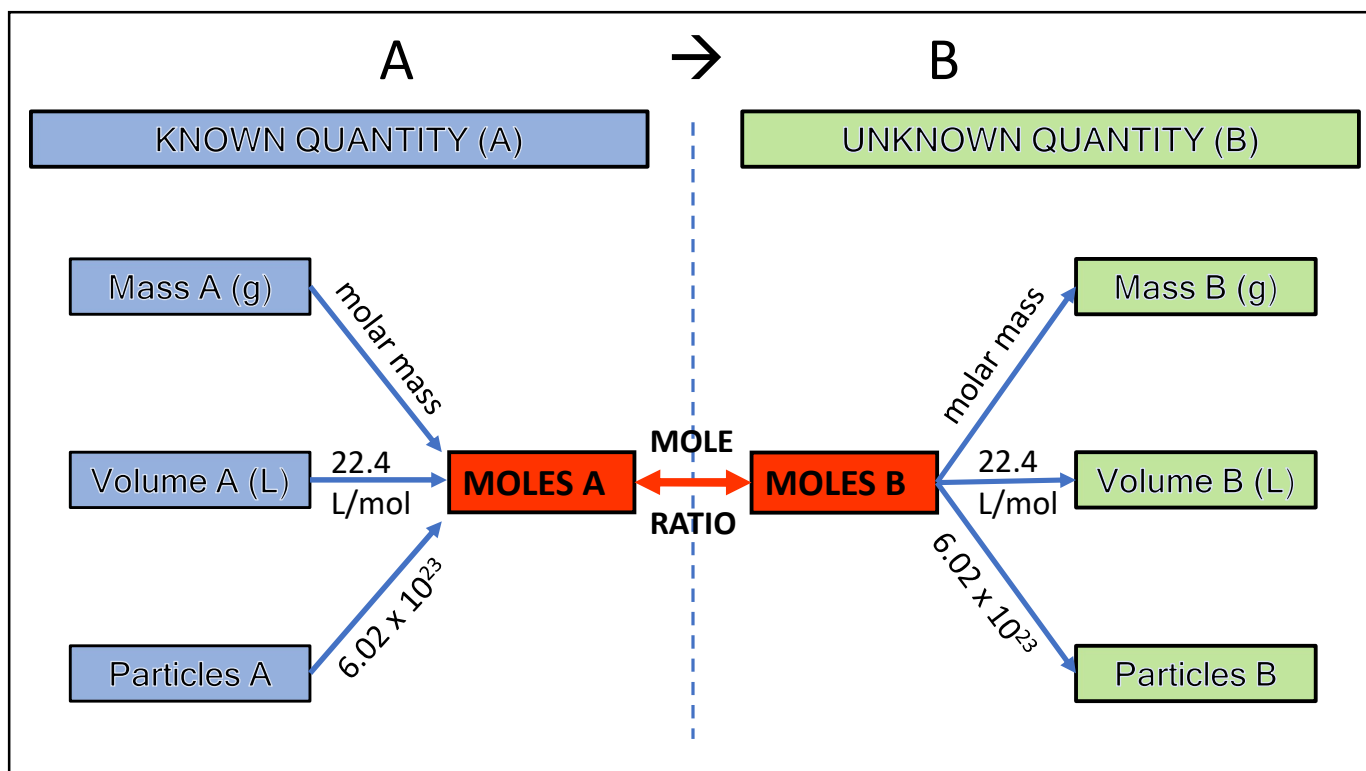 A → B
KNOWN QUANTITY (A)
UNKNOWN QUANTITY (B)
Mass A (g)
molar mass
Volume A (L)
22.4
L/mol
Particles A
6.02 x 10²³
MOLES A
MOLE
RATIO
MOLES B
molar mass
Mass B (g)
22.4
L/mol
Volume B (L)
6.02 x 10²³
Particles B